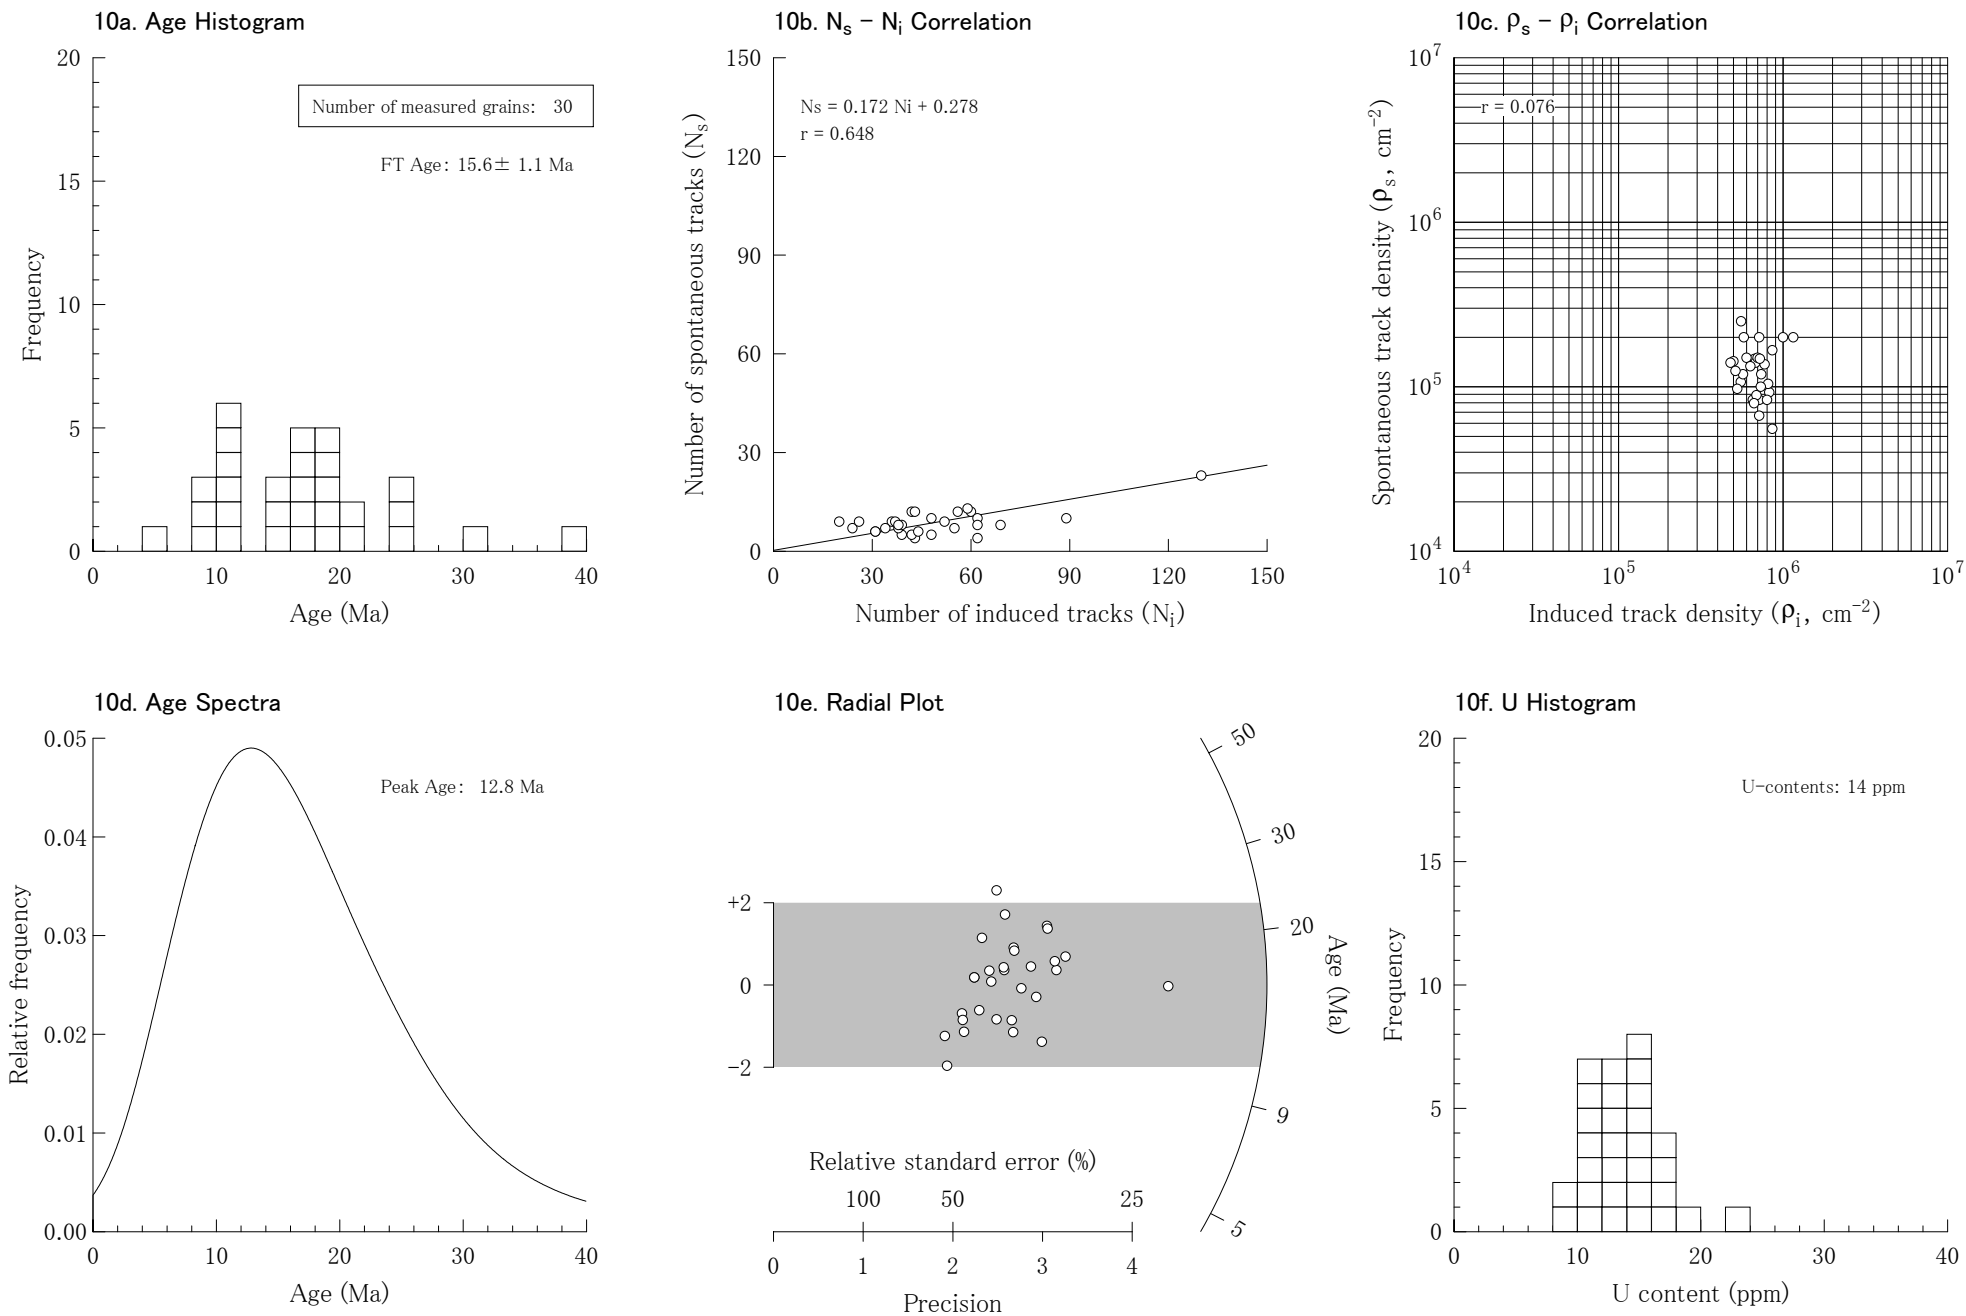 10a. Age Histogram
20
15
10
5
0
Frequency
Number of measured grains: 30
FT Age: 15.6± 1.1 Ma
0 10 20 30 40
Age (Ma)
10b. Nₛ − Nᵢ Correlation
150
120
90
60
30
0
Number of spontaneous tracks (Nₛ)
Ns = 0.172 Ni + 0.278
r = 0.648
0 30 60 90 120 150
Number of induced tracks (Nᵢ)
10c. ρₛ − ρᵢ Correlation
10⁷
10⁶
10⁵
10⁴
Spontaneous track density (ρₛ, cm⁻²)
r = 0.076
10⁴ 10⁵ 10⁶ 10⁷
Induced track density (ρᵢ, cm⁻²)
10d. Age Spectra
0.05
0.04
0.03
0.02
0.01
0.00
Relative frequency
Peak Age: 12.8 Ma
0 10 20 30 40
Age (Ma)
10e. Radial Plot
+2
0
−2
50
30
20
9
5
Age (Ma)
Relative standard error (%)
100 50 25
0 1 2 3 4
Precision
10f. U Histogram
20
15
10
5
0
Frequency
U−contents: 14 ppm
0 10 20 30 40
U content (ppm)